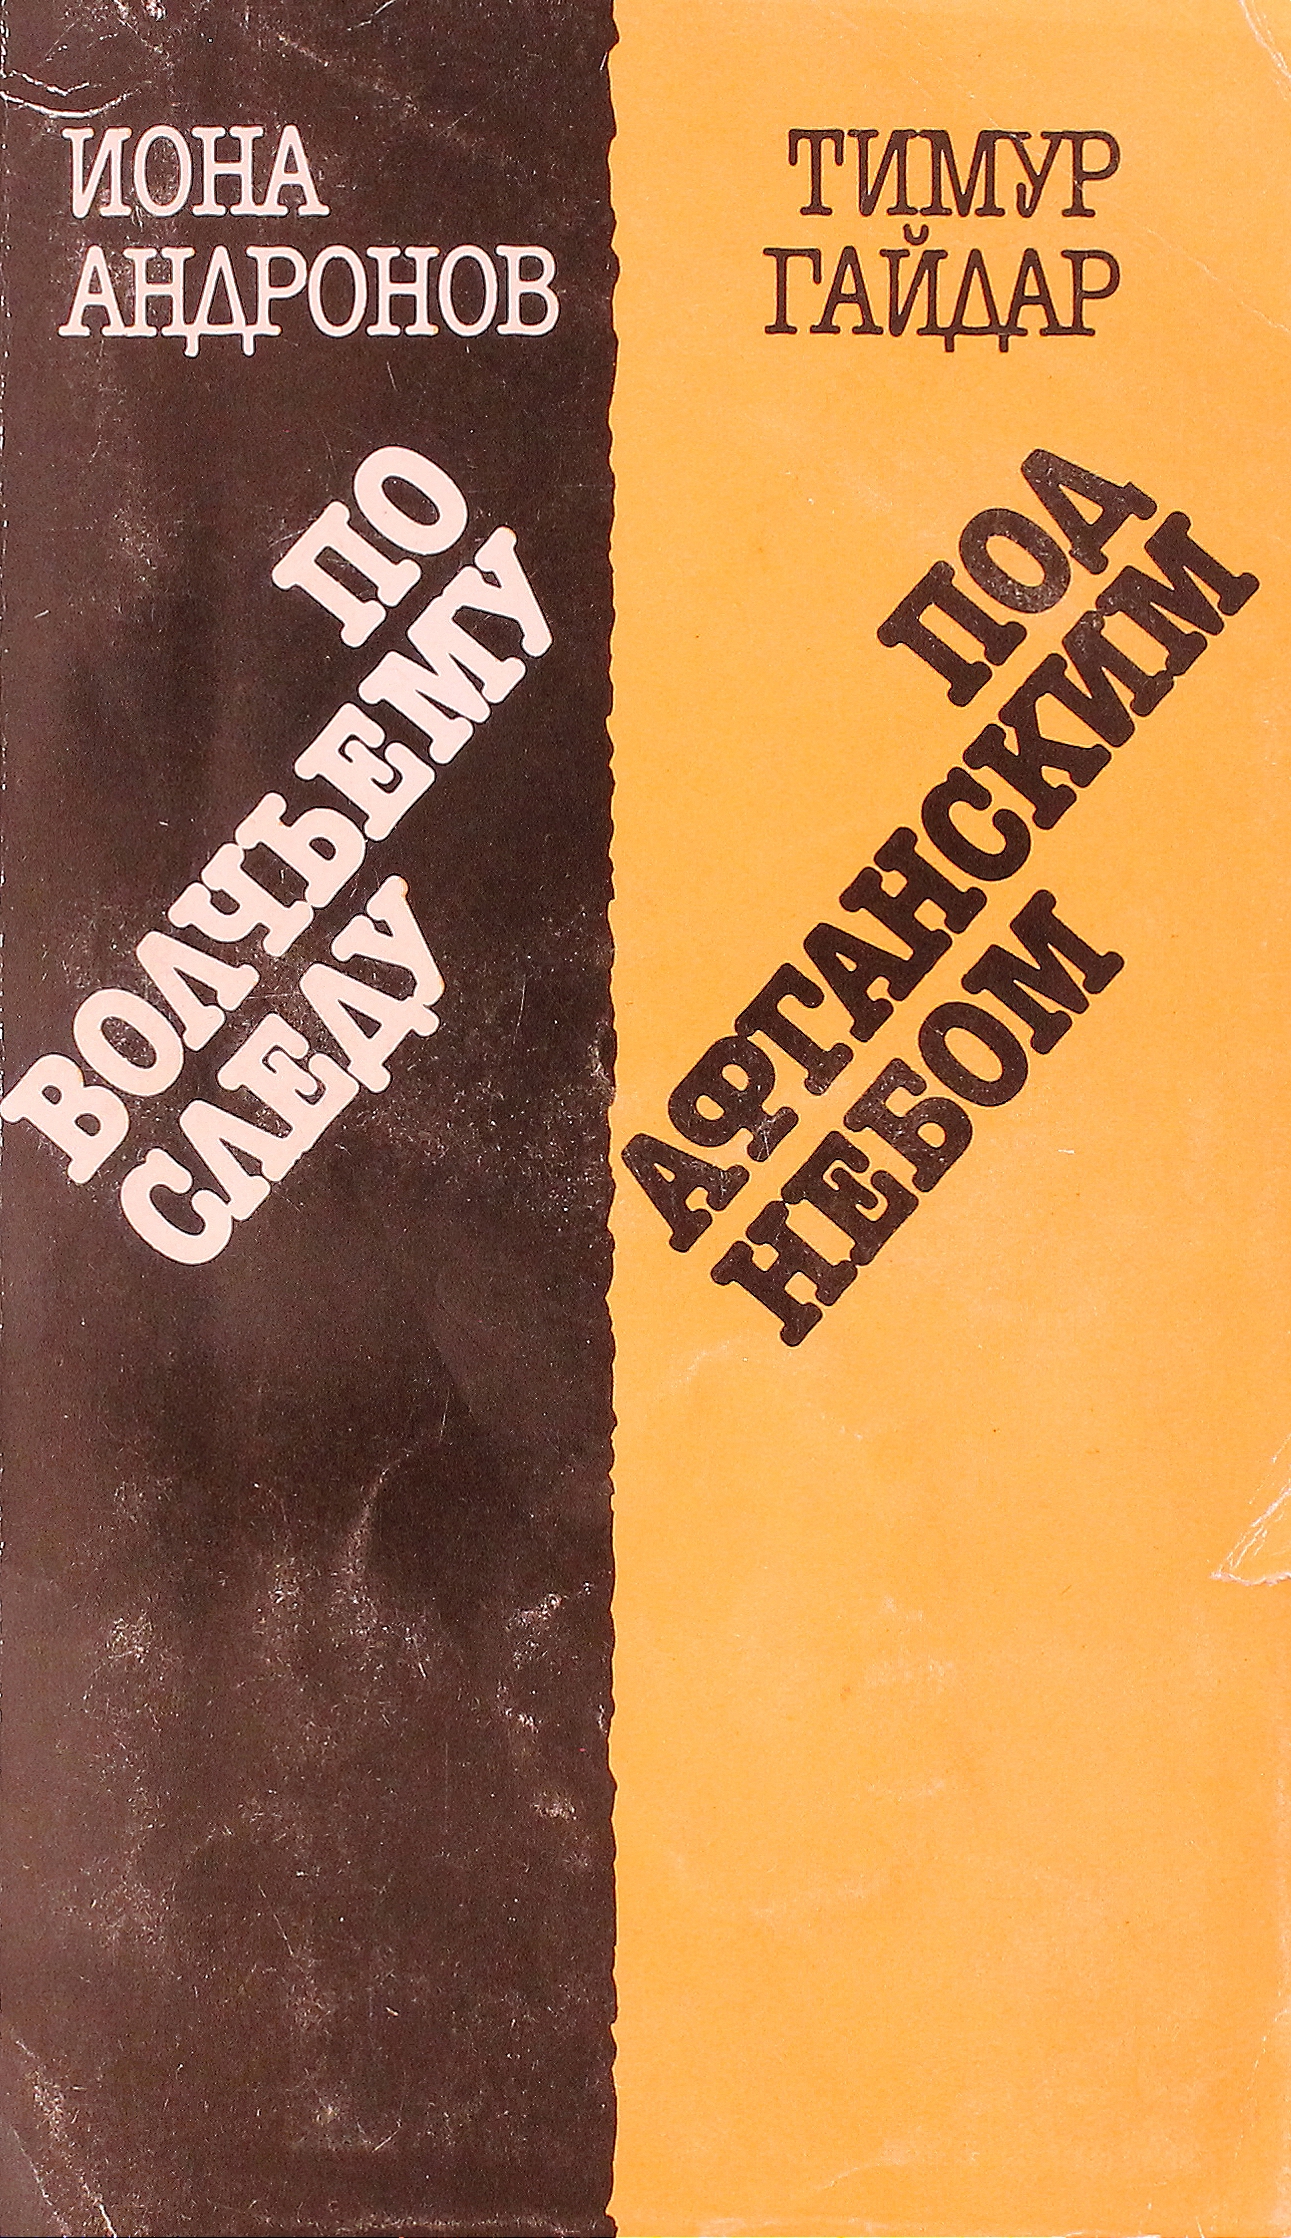 ИОНА
АНДРОНОВ
ПО
ВОЛЧЬЕМУ
СЛЕДУ
ТИМУР
ГАЙДАР
ПОД
АФГАНСКИМ
НЕБОМ